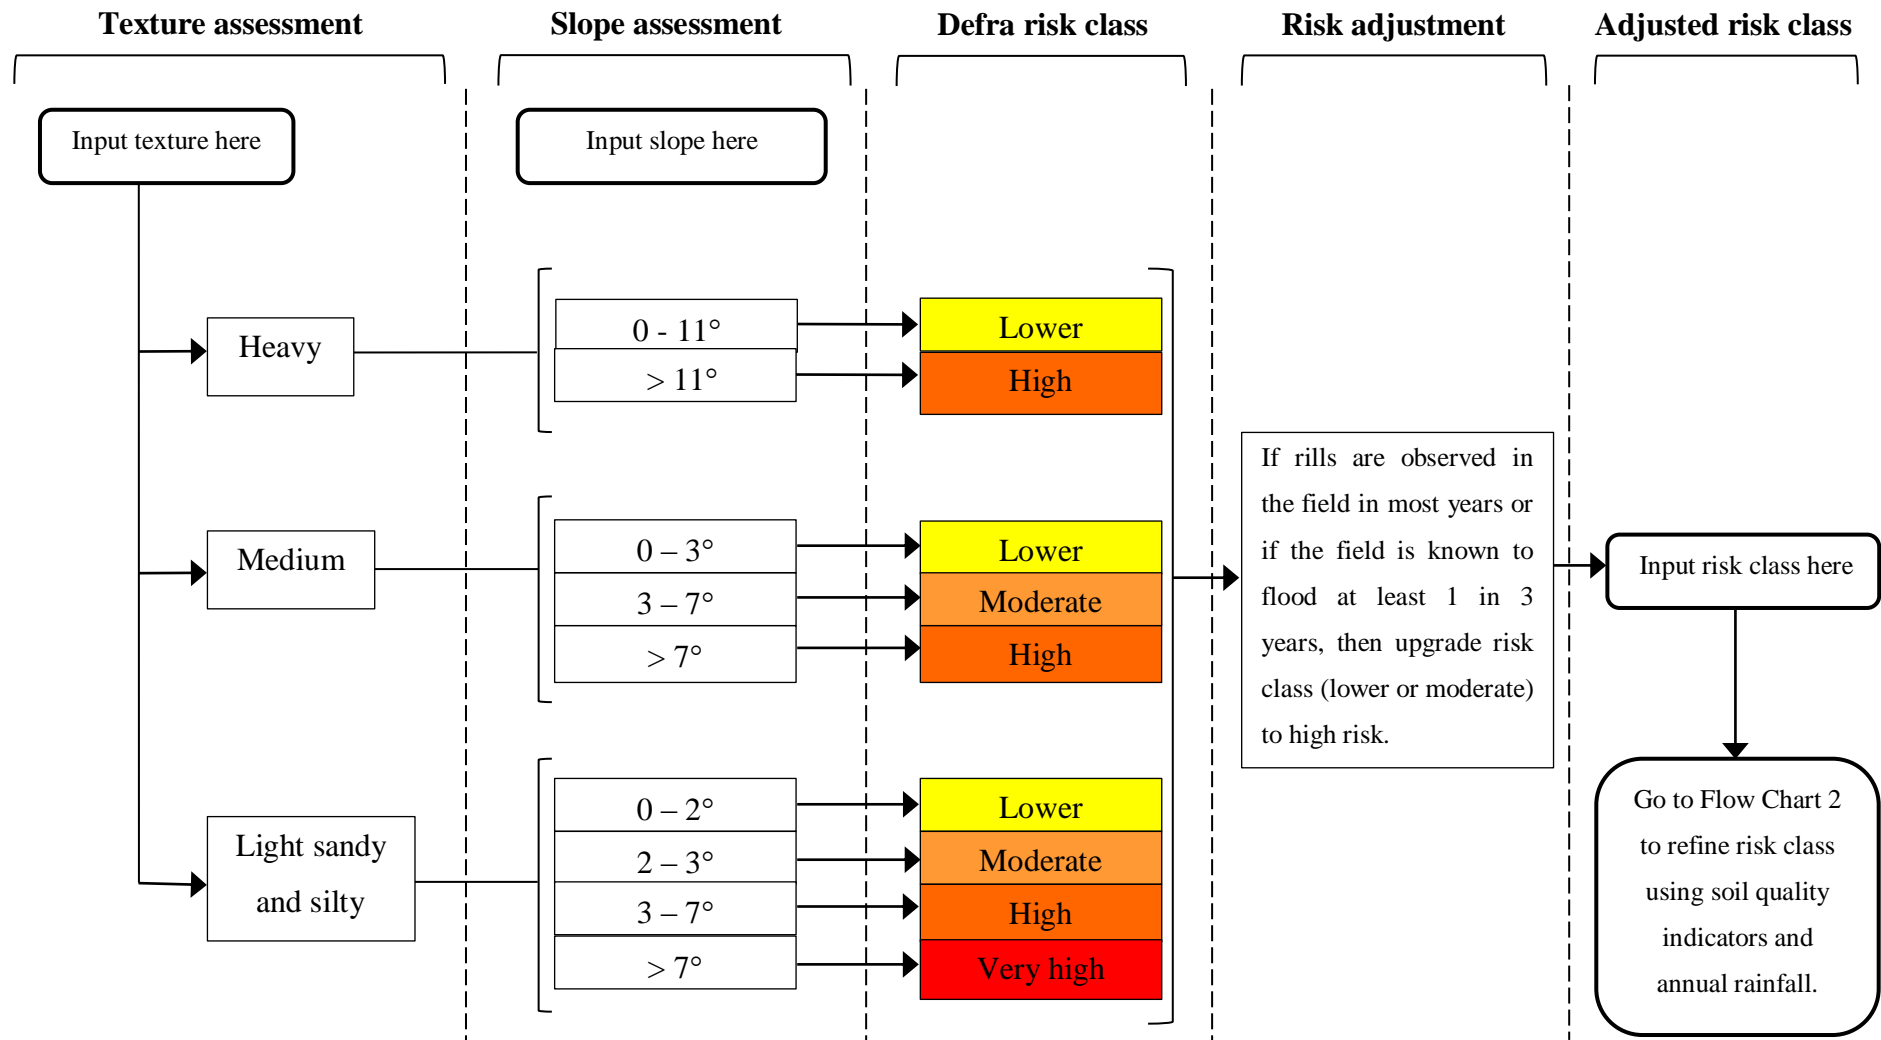 Texture assessment
Slope assessment
Defra risk class
Risk adjustment
Adjusted risk class
Input texture here
Input slope here
Heavy
0 - 11°
Lower
> 11°
High
Medium
0 – 3°
Lower
3 – 7°
Moderate
> 7°
High
Light sandy
and silty
0 – 2°
Lower
2 – 3°
Moderate
3 – 7°
High
> 7°
Very high
If rills are observed in
the field in most years or
if the field is known to
flood at least 1 in 3
years, then upgrade risk
class (lower or moderate)
to high risk.
Input risk class here
Go to Flow Chart 2
to refine risk class
using soil quality
indicators and
annual rainfall.